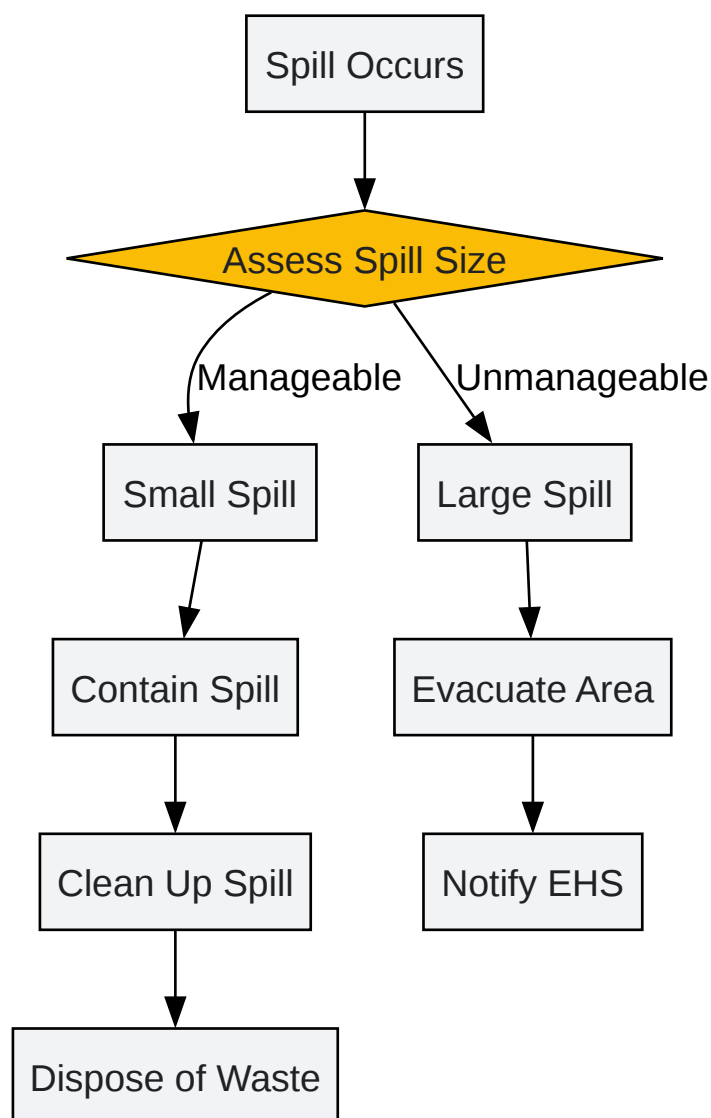 Spill Occurs
Assess Spill Size
Manageable
Unmanageable
Small Spill
Large Spill
Contain Spill
Evacuate Area
Clean Up Spill
Notify EHS
Dispose of Waste